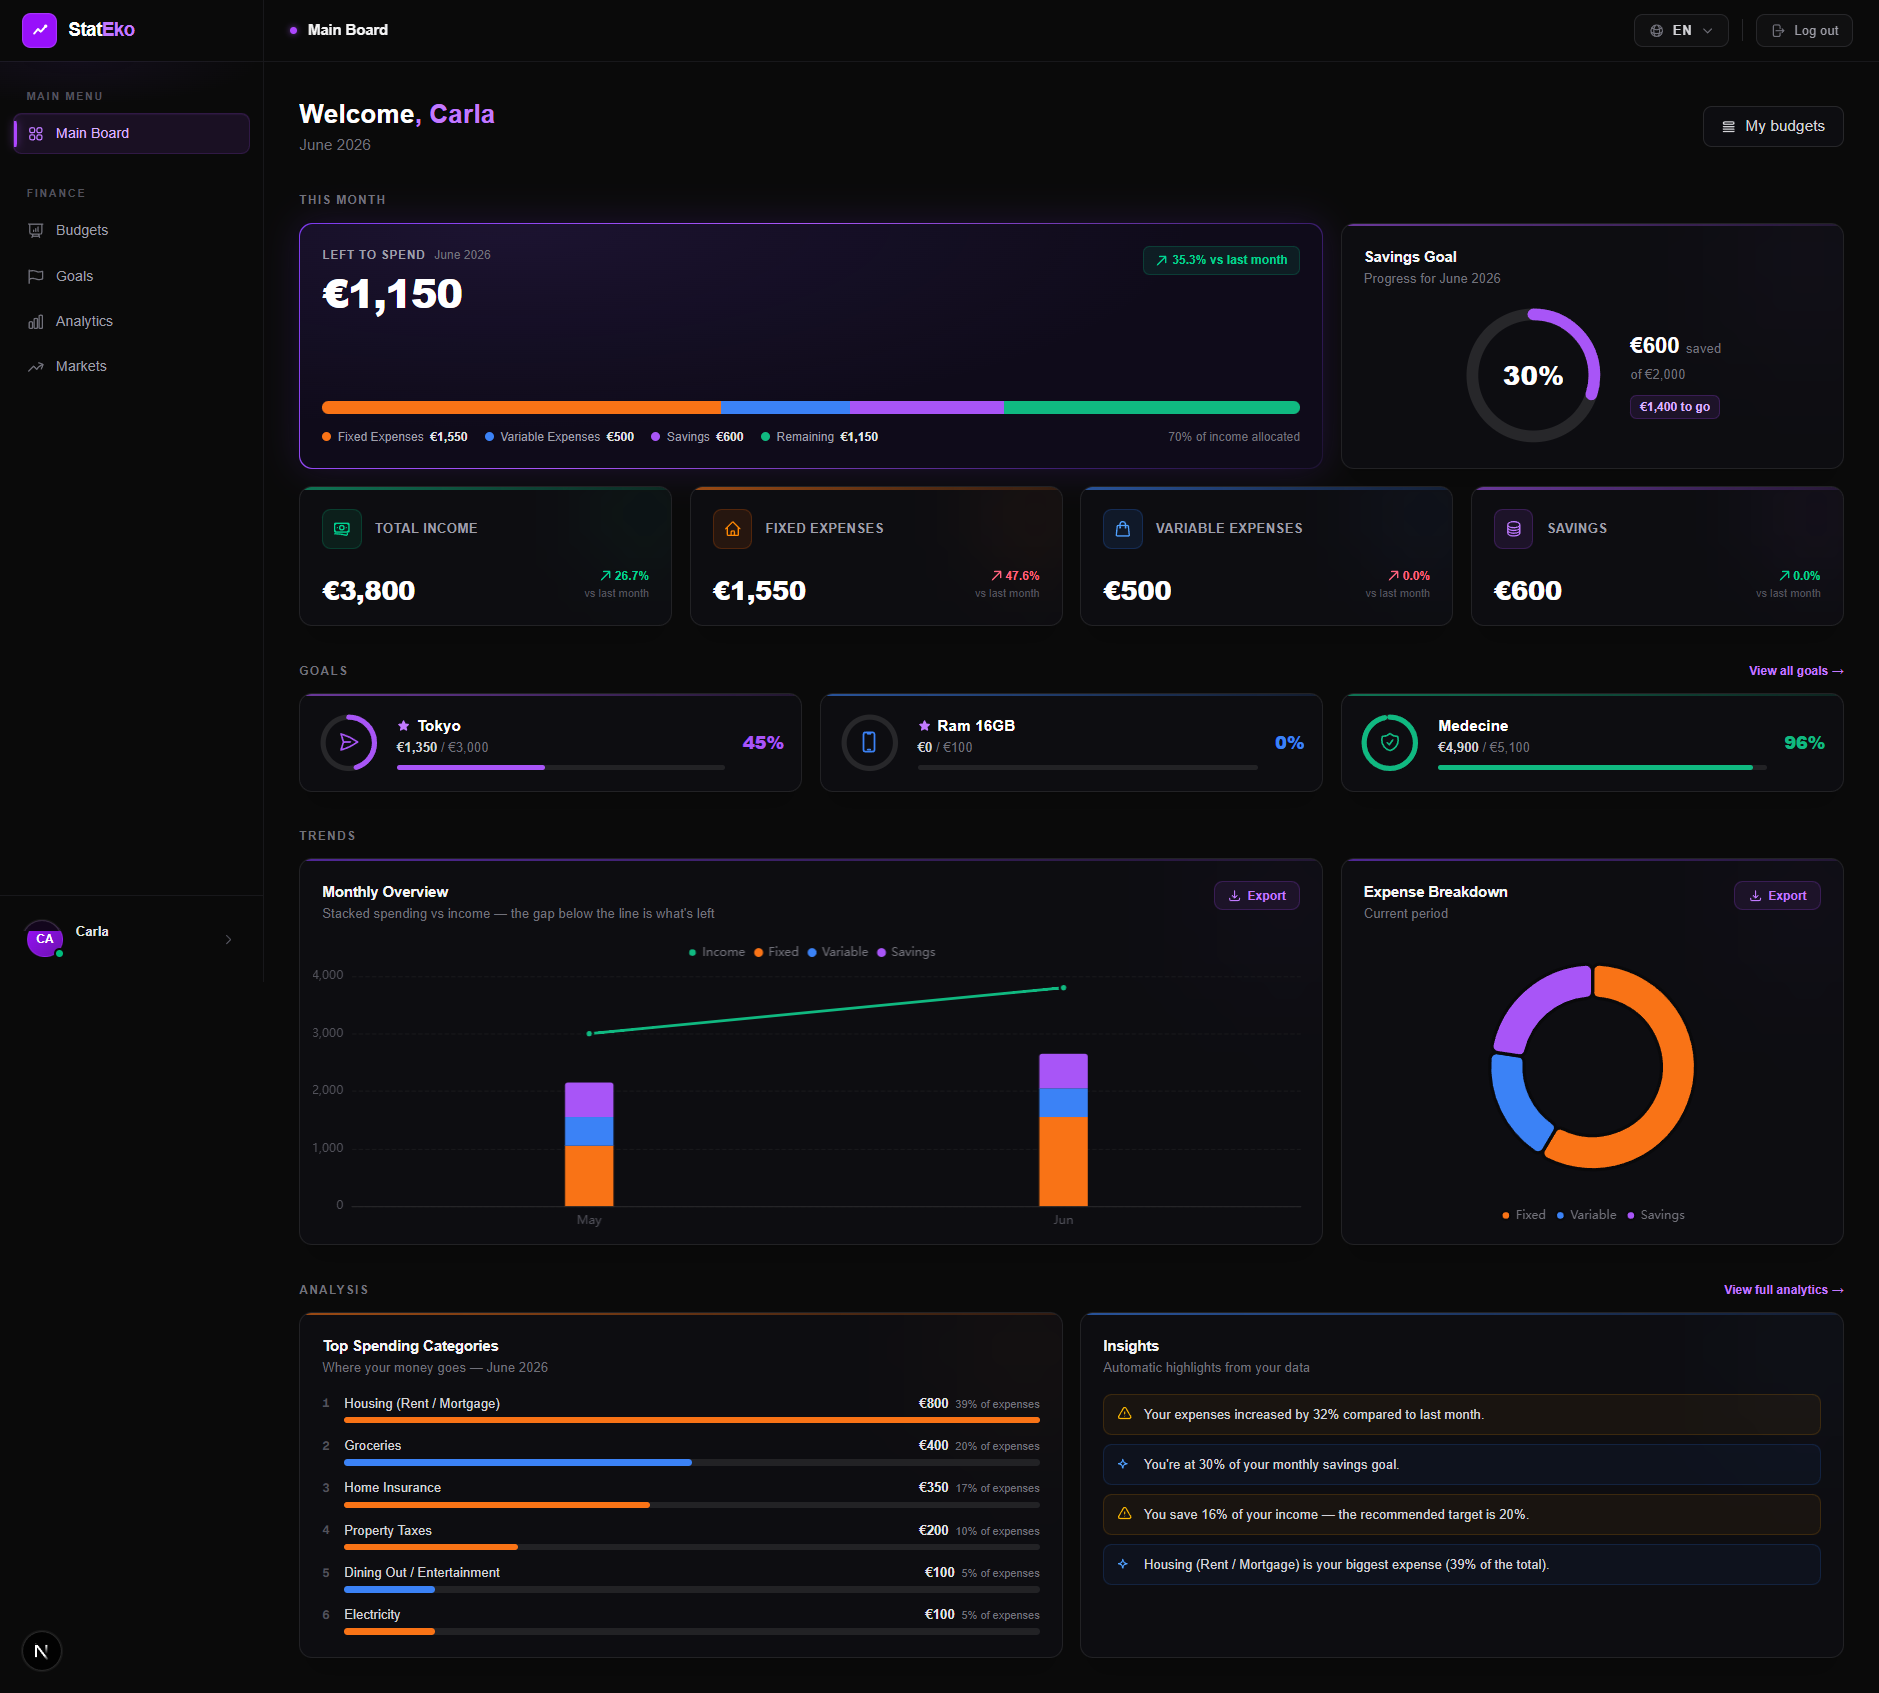 StatEko
Main Board
EN
Log out
MAIN MENU
Main Board
FINANCE
Budgets
Goals
Analytics
Markets
CA
Carla
Welcome, Carla
June 2026
My budgets
THIS MONTH
LEFT TO SPEND June 2026
35.3% vs last month
€1,150
Fixed Expenses €1,550 Variable Expenses €500 Savings €600 Remaining €1,150
70% of income allocated
Savings Goal
Progress for June 2026
30%
€600 saved
of €2,000
€1,400 to go
TOTAL INCOME
€3,800
26.7%
vs last month
FIXED EXPENSES
€1,550
47.6%
vs last month
VARIABLE EXPENSES
€500
0.0%
vs last month
SAVINGS
€600
0.0%
vs last month
GOALS
View all goals →
Tokyo
€1,350 / €3,000
45%
Ram 16GB
€0 / €100
0%
Medecine
€4,900 / €5,100
96%
TRENDS
Monthly Overview
Stacked spending vs income — the gap below the line is what's left
Export
Income Fixed Variable Savings
4,000
3,000
2,000
1,000
0
May
Jun
Expense Breakdown
Current period
Export
Fixed Variable Savings
ANALYSIS
View full analytics →
Top Spending Categories
Where your money goes — June 2026
1 Housing (Rent / Mortgage) €800 39% of expenses
2 Groceries €400 20% of expenses
3 Home Insurance €350 17% of expenses
4 Property Taxes €200 10% of expenses
5 Dining Out / Entertainment €100 5% of expenses
6 Electricity €100 5% of expenses
Insights
Automatic highlights from your data
Your expenses increased by 32% compared to last month.
You're at 30% of your monthly savings goal.
You save 16% of your income — the recommended target is 20%.
Housing (Rent / Mortgage) is your biggest expense (39% of the total).
N